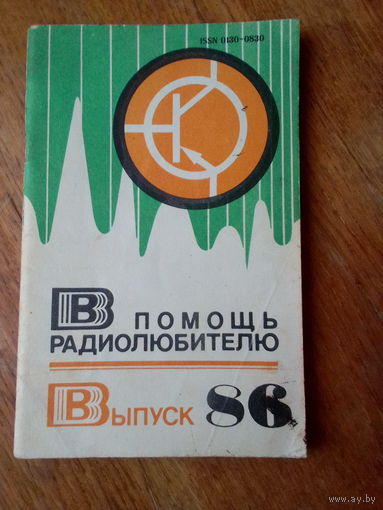 ISSN 0130-0830
В ПОМОЩЬ
РАДИОЛЮБИТЕЛЮ
ВЫПУСК 86
www.ay.by